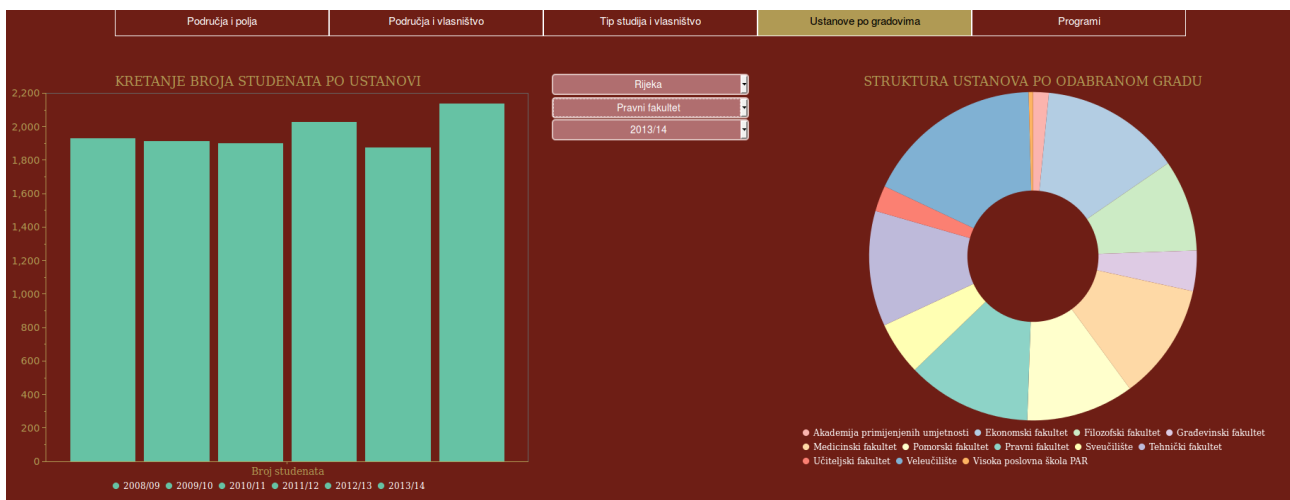 Područja i polja
Područja i vlasništvo
Tip studija i vlasništvo
Ustanove po gradovima
Programi
KRETANJE BROJA STUDENATA PO USTANOVI
2,200
2,000
1,800
1,600
1,400
1,200
1,000
800
600
400
200
0
Broj studenata
2008/09 2009/10 2010/11 2011/12 2012/13 2013/14
Rijeka
Pravni fakultet
2013/14
STRUKTURA USTANOVA PO ODABRANOM GRADU
Akademija primijenjenih umjetnosti Ekonomski fakultet Filozofski fakultet Građevinski fakultet
Medicinski fakultet Pomorski fakultet Pravni fakultet Sveučilište Tehnički fakultet
Učiteljski fakultet Veleučilište Visoka poslovna škola PAR